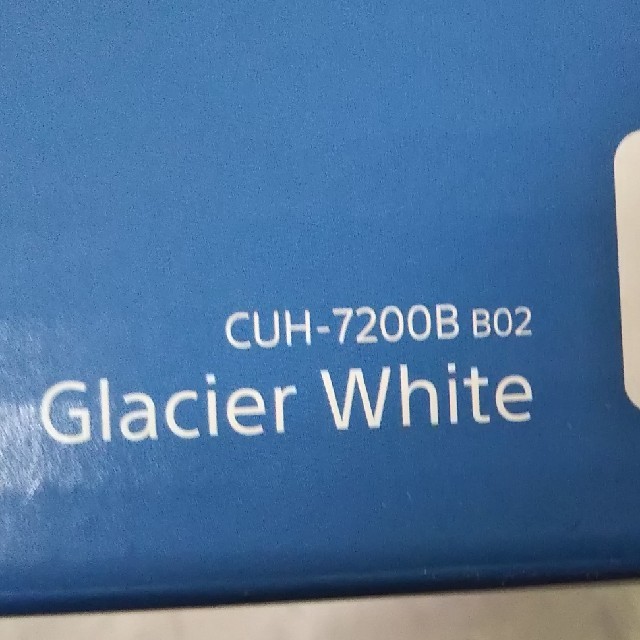 CUH-7200B B02
Glacier White